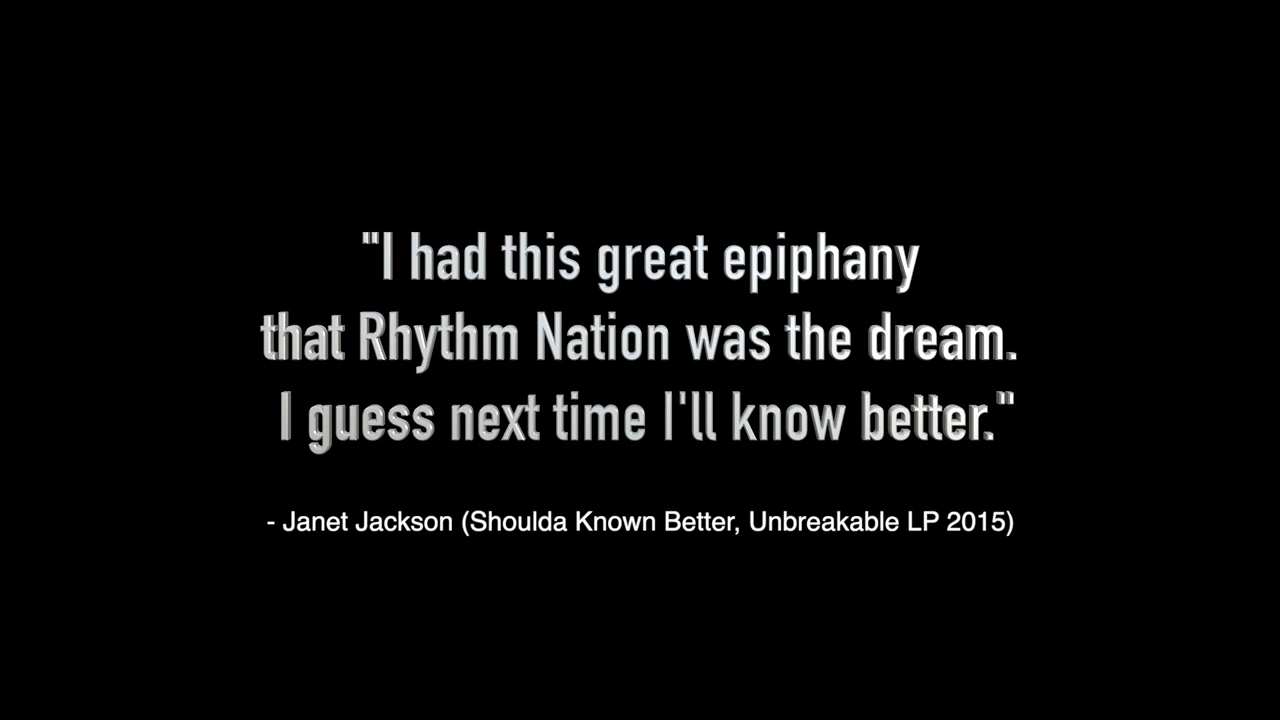 "I had this great epiphany
that Rhythm Nation was the dream.
I guess next time I'll know better."
- Janet Jackson (Shoulda Known Better, Unbreakable LP 2015)